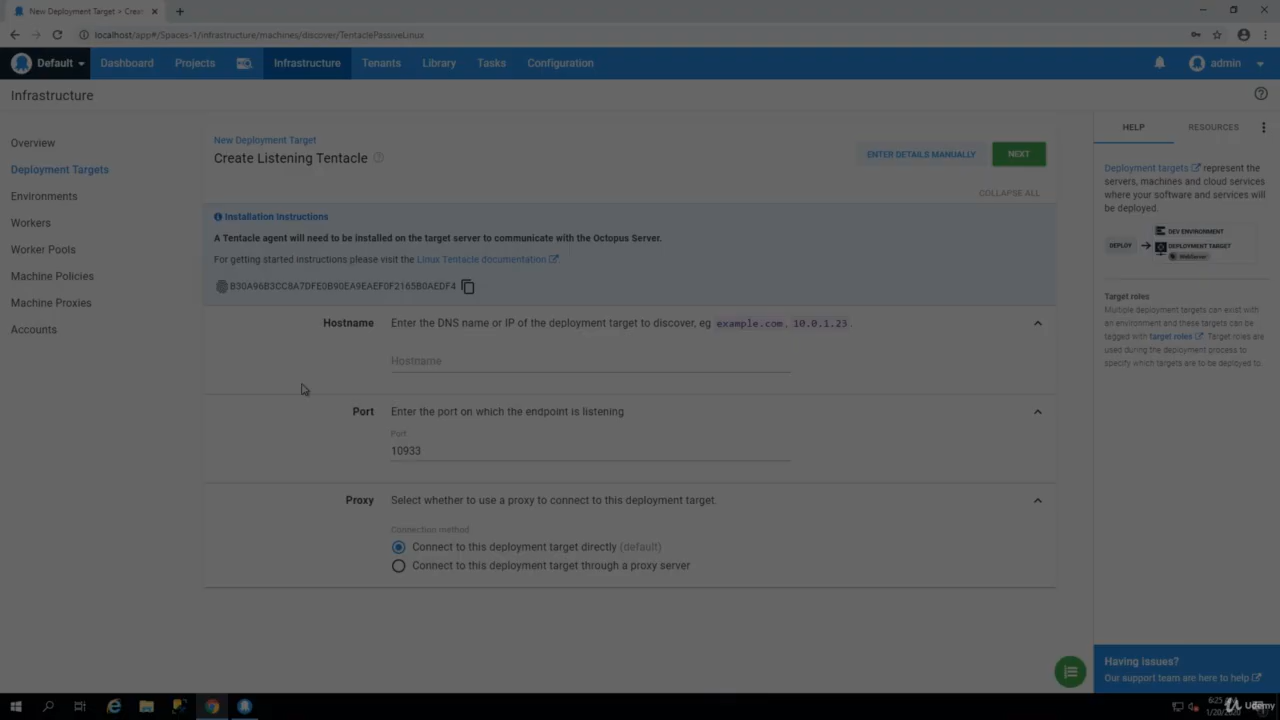 New Deployment Target > Crea
localhost/app#/Spaces-1/infrastructure/machines/discover/TentaclePassiveLinux
Default
Dashboard
Projects
Infrastructure
Tenants
Library
Tasks
Configuration
admin
Infrastructure
Overview
Deployment Targets
Environments
Workers
Worker Pools
Machine Policies
Machine Proxies
Accounts
New Deployment Target
Create Listening Tentacle
ENTER DETAILS MANUALLY
NEXT
COLLAPSE ALL
Installation Instructions
A Tentacle agent will need to be installed on the target server to communicate with the Octopus Server.
For getting started instructions please visit the Linux Tentacle documentation
B30A96B3CC8A7DFE0B90EA9EAEF0F2165B0AEDF4
Hostname
Enter the DNS name or IP of the deployment target to discover, eg example.com, 10.0.1.23.
Hostname
Port
Enter the port on which the endpoint is listening
Port
10933
Proxy
Select whether to use a proxy to connect to this deployment target.
Connection method
Connect to this deployment target directly (default)
Connect to this deployment target through a proxy server
HELP
RESOURCES
Deployment targets represent the
servers, machines and cloud services
where your software and services will
be deployed.
DEV ENVIRONMENT
DEPLOY
DEPLOYMENT TARGET
WebServer
Target roles
Multiple deployment targets can exist with
an environment and these targets can be
tagged with target roles. Target roles are
used during the deployment process to
specify which targets are to be deployed to.
Having issues?
Our support team are here to help
6:25
1/20/2020
Udemy